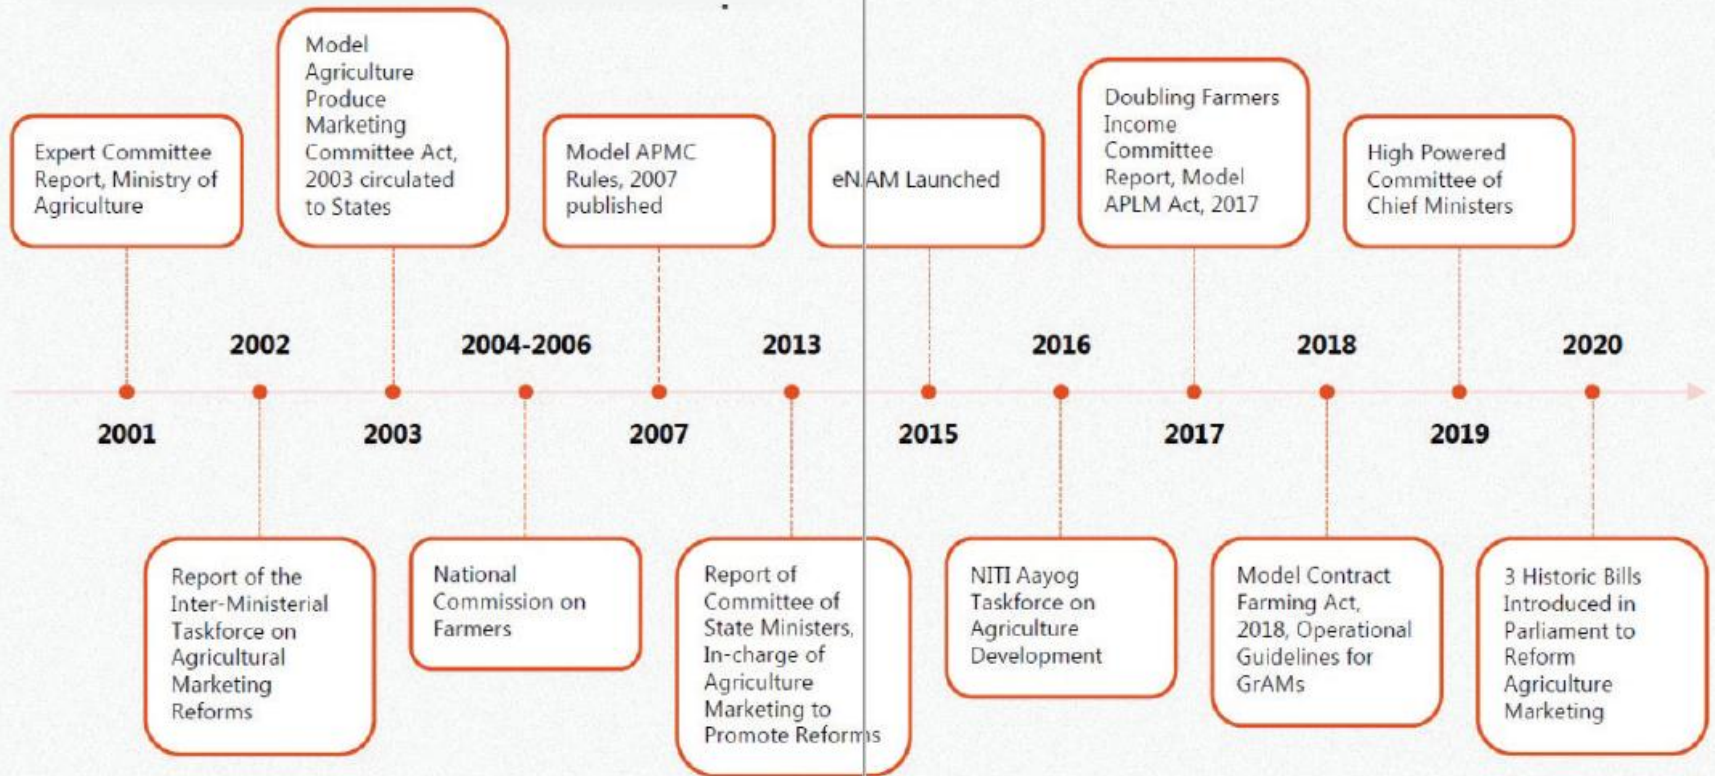 Expert Committee
Report, Ministry of
Agriculture
Model
Agriculture
Produce
Marketing
Committee Act,
2003 circulated
to States
Model APMC
Rules, 2007
published
eNAM Launched
Doubling Farmers
Income
Committee
Report, Model
APLM Act, 2017
High Powered
Committee of
Chief Ministers
2002
2004-2006
2013
2016
2018
2020
2001
2003
2007
2015
2017
2019
Report of the
Inter-Ministerial
Taskforce on
Agricultural
Marketing
Reforms
National
Commission on
Farmers
Report of
Committee of
State Ministers,
In-charge of
Agriculture
Marketing to
Promote Reforms
NITI Aayog
Taskforce on
Agriculture
Development
Model Contract
Farming Act,
2018, Operational
Guidelines for
GrAMs
3 Historic Bills
Introduced in
Parliament to
Reform
Agriculture
Marketing